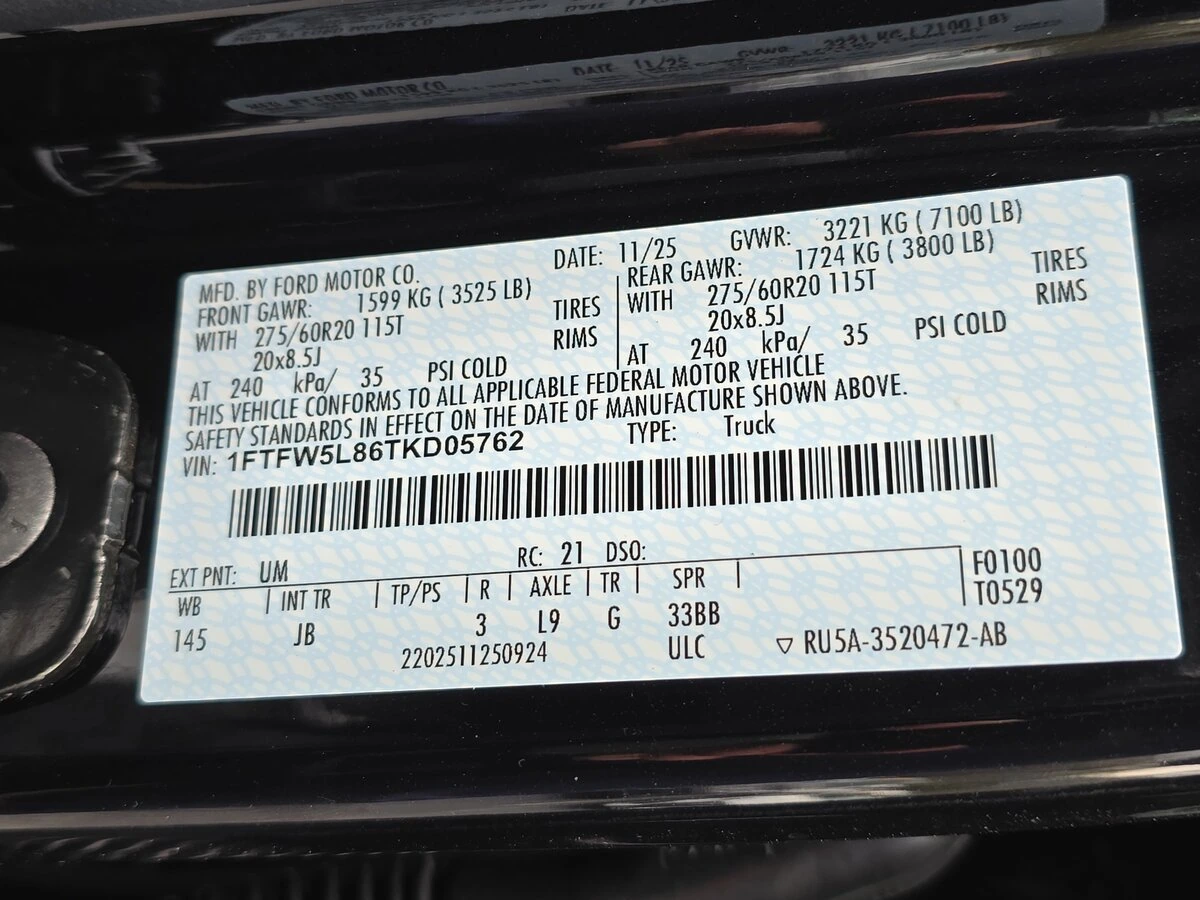 MFD. BY FORD MOTOR CO. DATE: 11/25 GVWR: 3221 KG ( 7100 LB)
FRONT GAWR: 1599 KG ( 3525 LB)
WITH 275/60R20 115T TIRES
20x8.5J RIMS
AT 240 kPa/ 35 PSI COLD
REAR GAWR: 1724 KG ( 3800 LB)
WITH 275/60R20 115T TIRES
20x8.5J RIMS
AT 240 kPa/ 35 PSI COLD
THIS VEHICLE CONFORMS TO ALL APPLICABLE FEDERAL MOTOR VEHICLE
SAFETY STANDARDS IN EFFECT ON THE DATE OF MANUFACTURE SHOWN ABOVE.
VIN: 1FTFW5L86TKD05762 TYPE: Truck
EXT PNT: UM RC: 21 DSO:
WB INT TR TP/PS R AXLE TR SPR F0100
T0529
145 JB 3 L9 G 33BB
2202511250924 ULC ▽ RU5A-3520472-AB